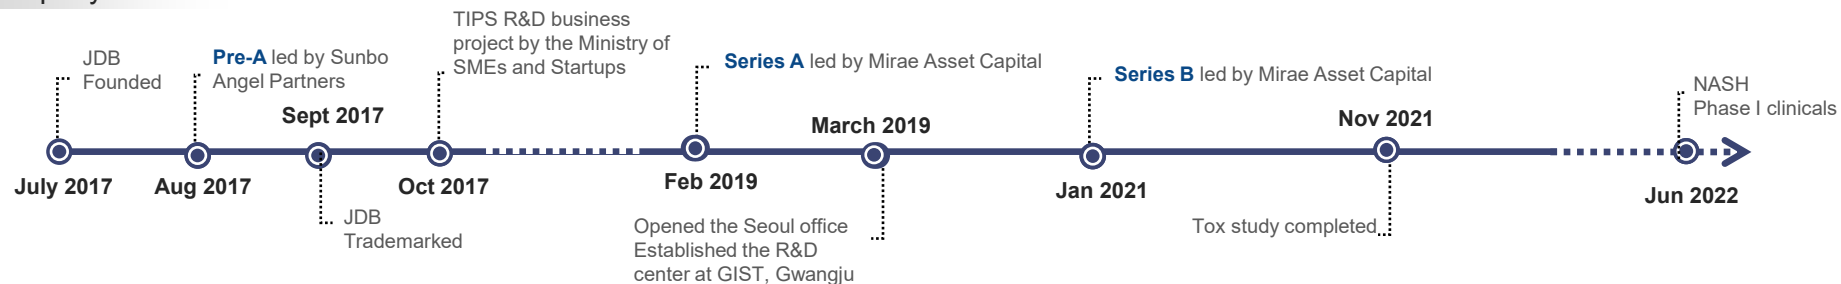 JDB
Founded
July 2017
Pre-A led by Sunbo
Angel Partners
Aug 2017
Sept 2017
JDB
Trademarked
TIPS R&D business
project by the Ministry of
SMEs and Startups
Oct 2017
Series A led by Mirae Asset Capital
Feb 2019
March 2019
Opened the Seoul office
Established the R&D
center at GIST, Gwangju
Series B led by Mirae Asset Capital
Jan 2021
Nov 2021
Tox study completed
NASH
Phase I clinicals
Jun 2022